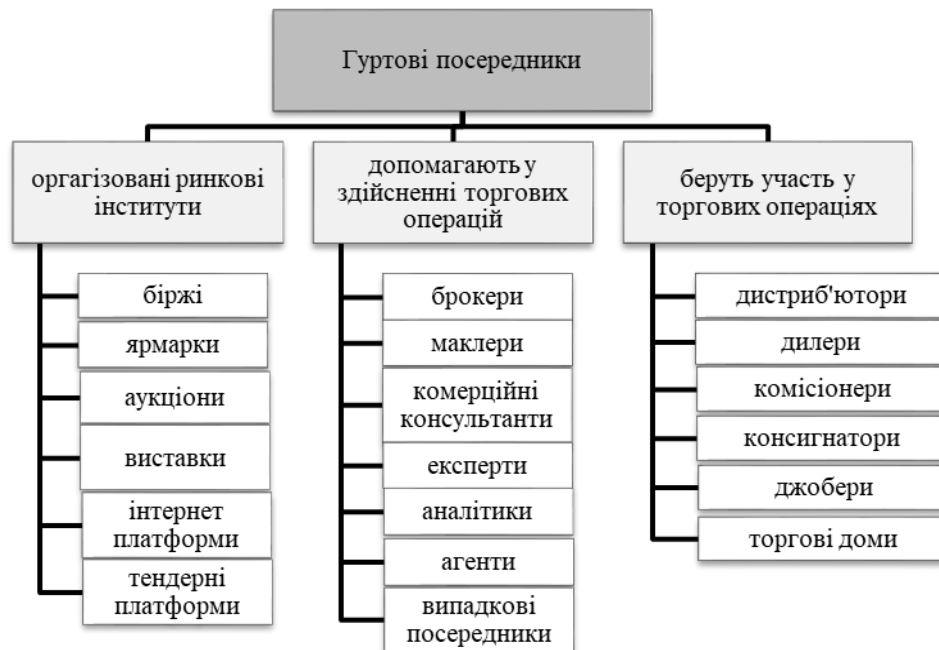 Гуртові посередники
оргагізовані ринкові
інститути
біржі
ярмарки
аукціони
виставки
інтернет
платформи
тендерні
платформи
допомагають у
здійсненні торгових
операцій
брокери
маклери
комерційні
консультанти
експерти
аналітики
агенти
випадкові
посередники
беруть участь у
торгових операціях
дистриб'ютори
дилери
комісіонери
консигнатори
джобери
торгові доми